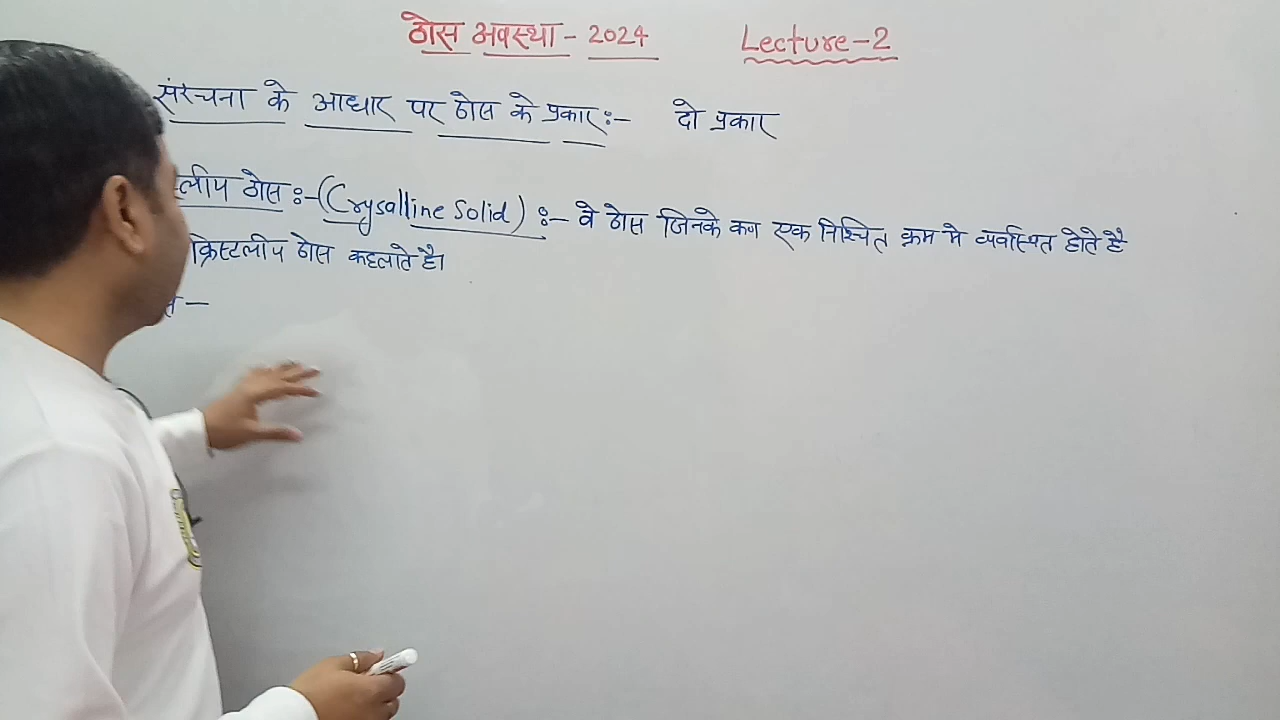 ठोस अवस्था - 2024 Lecture-2
संरचना के आधार पर ठोस के प्रकार :- दो प्रकार
लीय ठोस :- (Crysalline Solid) :- वे ठोस जिनके कण एक निश्चित क्रम मे व्यवस्थित होते है
क्रिस्टलीय ठोस कहलाते है।